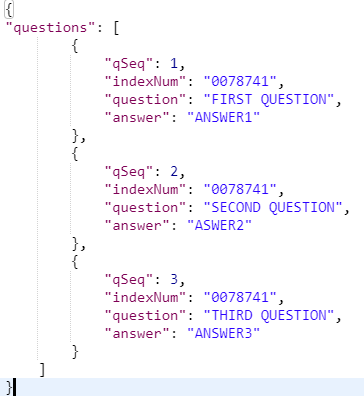 {
"questions": [
{
"qSeq": 1,
"indexNum": "0078741",
"question": "FIRST QUESTION",
"answer": "ANSWER1"
},
{
"qSeq": 2,
"indexNum": "0078741",
"question": "SECOND QUESTION",
"answer": "ASWER2"
},
{
"qSeq": 3,
"indexNum": "0078741",
"question": "THIRD QUESTION",
"answer": "ANSWER3"
}
]
}